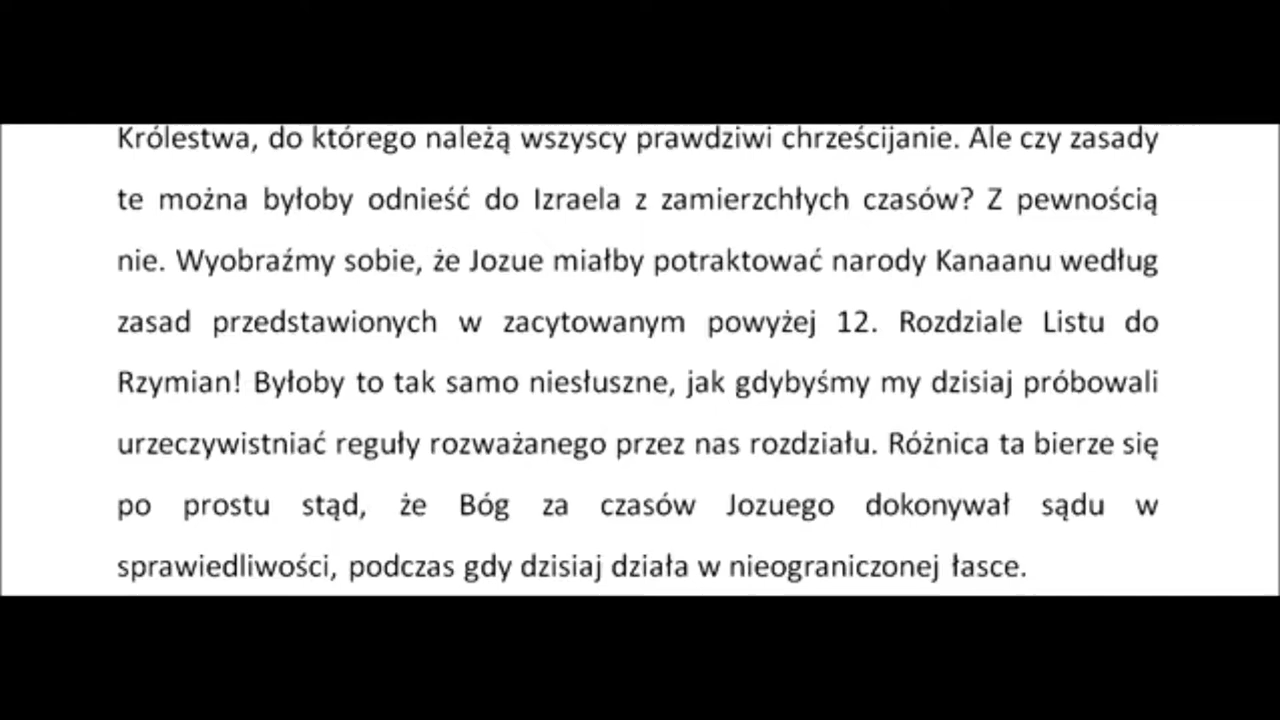 Królestwa, do którego należą wszyscy prawdziwi chrześcijanie. Ale czy zasady
te można byłoby odnieść do Izraela z zamierzchłych czasów? Z pewnością
nie. Wyobraźmy sobie, że Jozue miałby potraktować narody Kanaanu według
zasad przedstawionych w zacytowanym powyżej 12. Rozdziale Listu do
Rzymian! Byłoby to tak samo niesłuszne, jak gdybyśmy my dzisiaj próbowali
urzeczywistniać reguły rozważanego przez nas rozdziału. Różnica ta bierze się
po prostu stąd, że Bóg za czasów Jozuego dokonywał sądu w
sprawiedliwości, podczas gdy dzisiaj działa w nieograniczonej łasce.